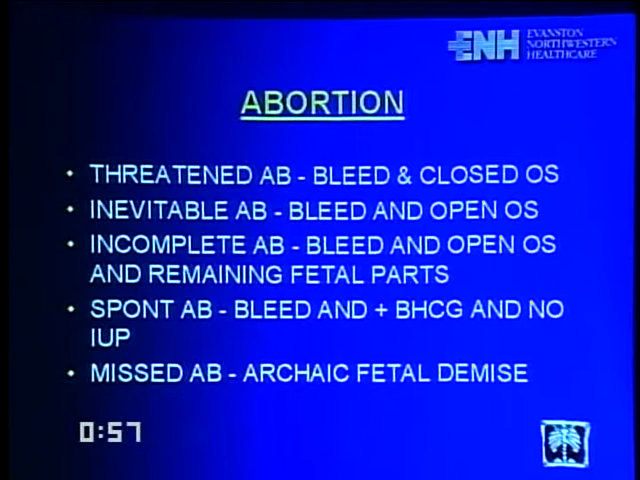 ENH EVANSTON
NORTHWESTERN
HEALTHCARE
ABORTION
• THREATENED AB - BLEED & CLOSED OS
• INEVITABLE AB - BLEED AND OPEN OS
• INCOMPLETE AB - BLEED AND OPEN OS
AND REMAINING FETAL PARTS
• SPONT AB - BLEED AND + BHCG AND NO
IUP
• MISSED AB - ARCHAIC FETAL DEMISE
0:57